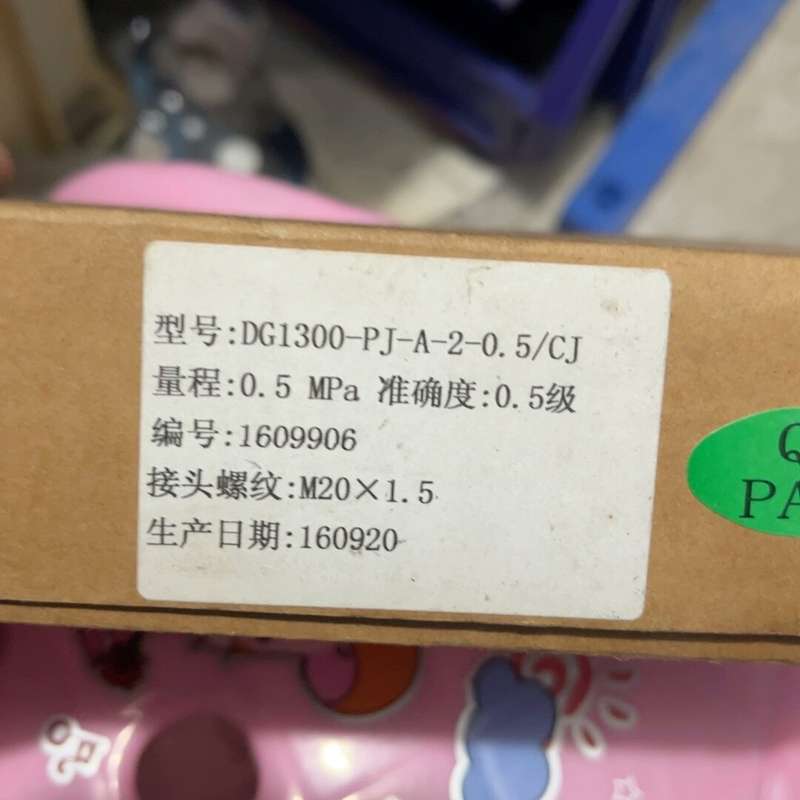 型号:DG1300-PJ-A-2-0.5/CJ
量程:0.5 MPa 准确度:0.5级
编号:1609906
接头螺纹:M20×1.5
生产日期:160920